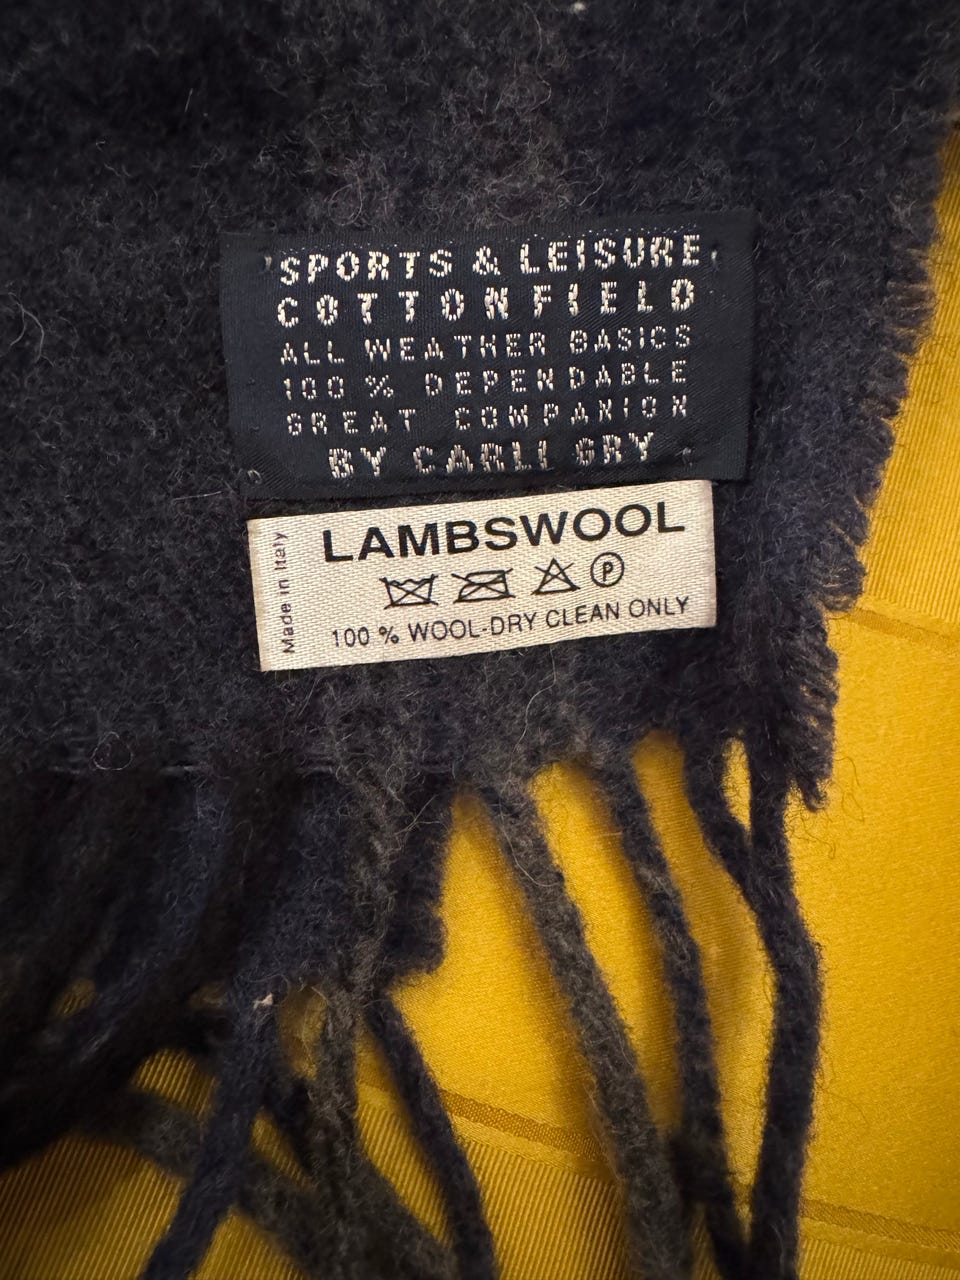 SPORTS & LEISURE
COTTONFIELD
ALL WEATHER BASICS
100 % DEPENDABLE
GREAT COMPANION
BY CARLI GRY
LAMBSWOOL
P
100 % WOOL-DRY CLEAN ONLY
Made in Italy